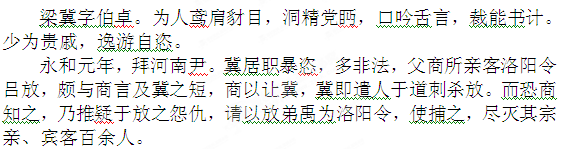 梁冀字伯卓。为人鸢肩豺目，洞精党眄，口吟舌言，裁能书计。
少为贵戚，逸游自恣。
永和元年，拜河南尹。冀居职暴恣，多非法，父商所亲客洛阳令
吕放，颇与商言及冀之短，商以让冀，冀即遣人于道刺杀放。而恐商
知之，乃推疑于放之怨仇，请以放弟禹为洛阳令，使捕之，尽灭其宗
亲、宾客百余人。